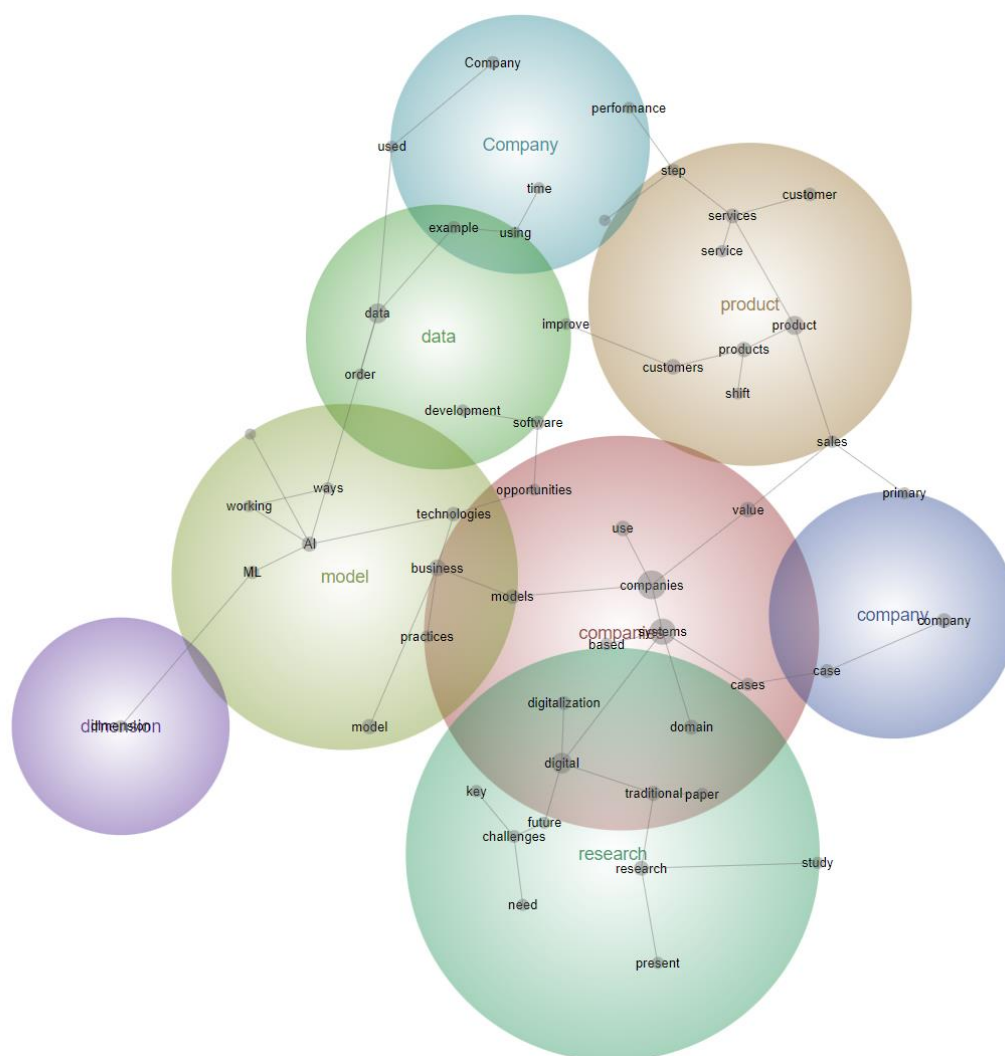 Company
performance
Company
used
step
time
customer
services
example
using
service
product
data
improve
product
data
products
order
customers
shift
development
software
sales
ways
opportunities
primary
working
technologies
value
use
AI
business
ML
model
companies
models
company
company
practices
companies
systems
based
case
cases
digitalization
dimension
dimension
model
domain
digital
key
traditional
paper
future
challenges
research
study
research
need
present